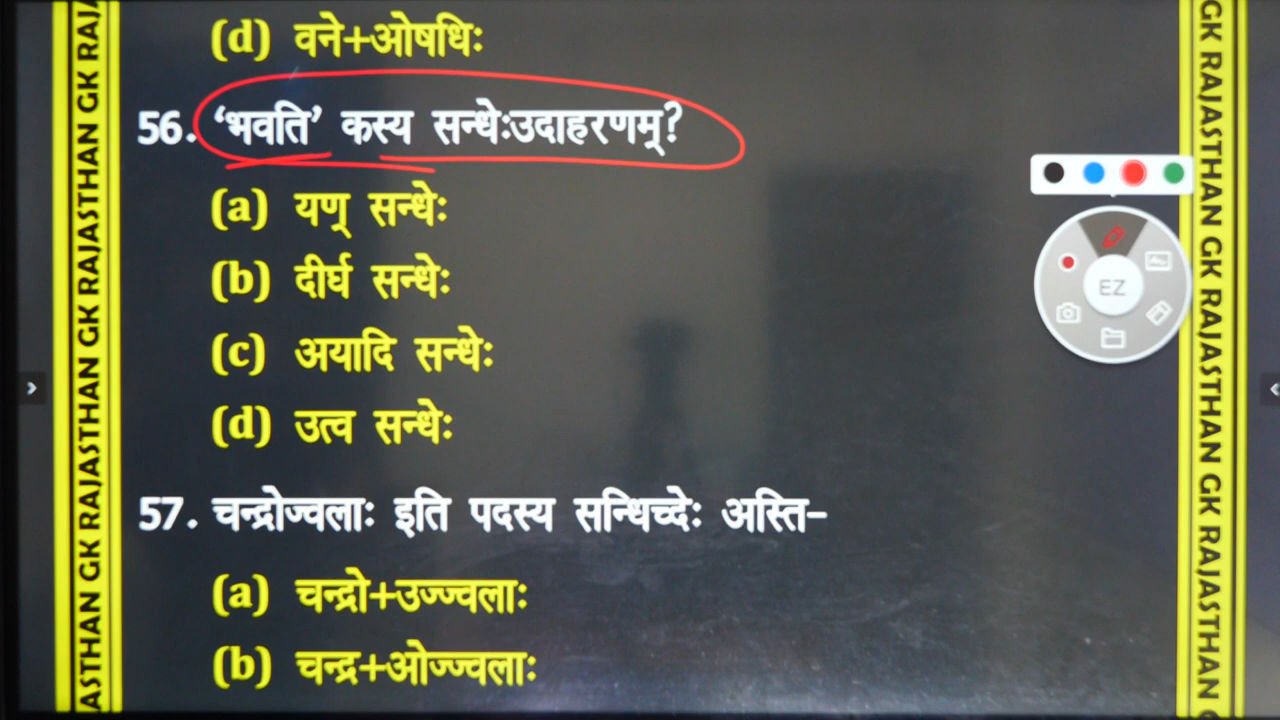 (d) वने+ओषधिः
56. ‘भवति’ कस्य सन्धेःउदाहरणम्?
(a) यण् सन्धेः
(b) दीर्घ सन्धेः
(c) अयादि सन्धेः
(d) उत्व सन्धेः
57. चन्द्रोज्वलाः इति पदस्य सन्धिच्देः अस्ति–
(a) चन्द्रो+उज्ज्वलाः
(b) चन्द्र+ओज्ज्वलाः
EZ
ASTHAN GK RAJASTHAN GK RAJASTHAN GK RAJA
GK RAJASTHAN GK RAJASTHAN GK RAJASTHAN G